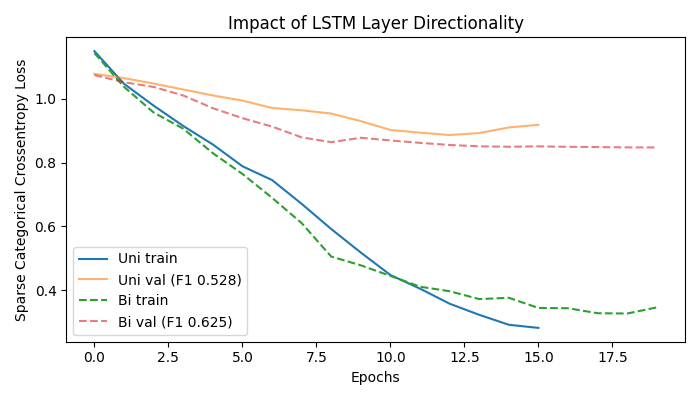 Impact of LSTM Layer Directionality
Sparse Categorical Crossentropy Loss
1.0
0.8
0.6
0.4
Uni train
Uni val (F1 0.528)
Bi train
Bi val (F1 0.625)
0.0 2.5 5.0 7.5 10.0 12.5 15.0 17.5
Epochs